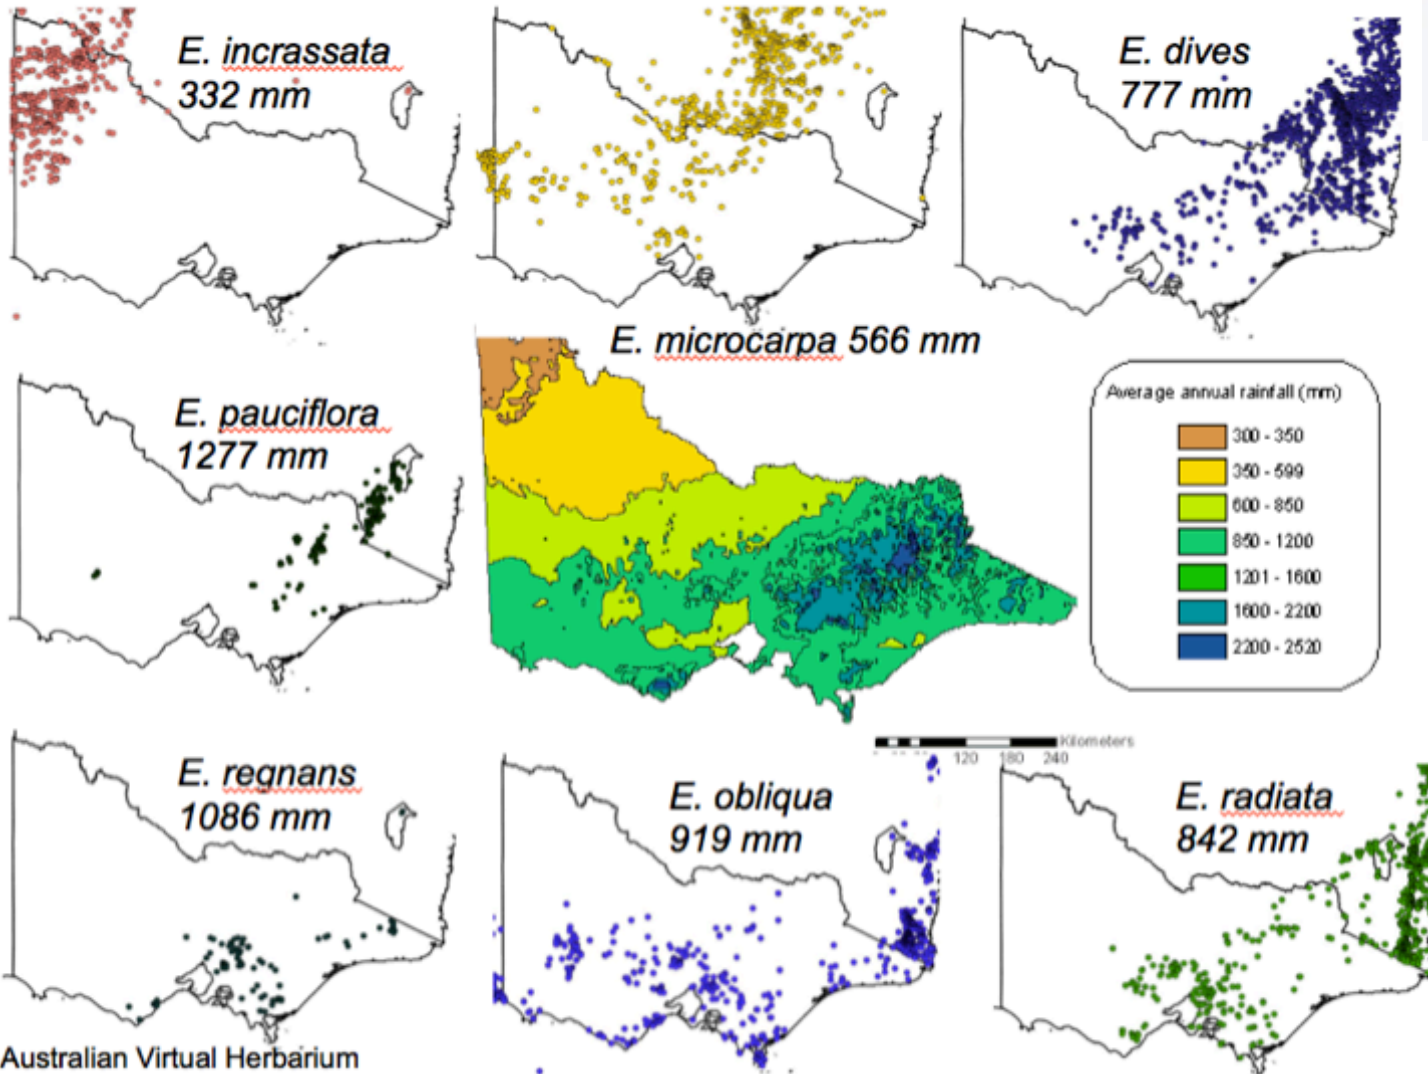 E. incrassata
332 mm
E. dives
777 mm
E. microcarpa 566 mm
E. pauciflora
1277 mm
Average annual rainfall (mm)
300 - 350
350 - 599
600 - 850
850 - 1200
1201 - 1600
1600 - 2200
2200 - 2520
Kilometers
120 180 240
E. regnans
1086 mm
E. obliqua
919 mm
E. radiata
842 mm
Australian Virtual Herbarium